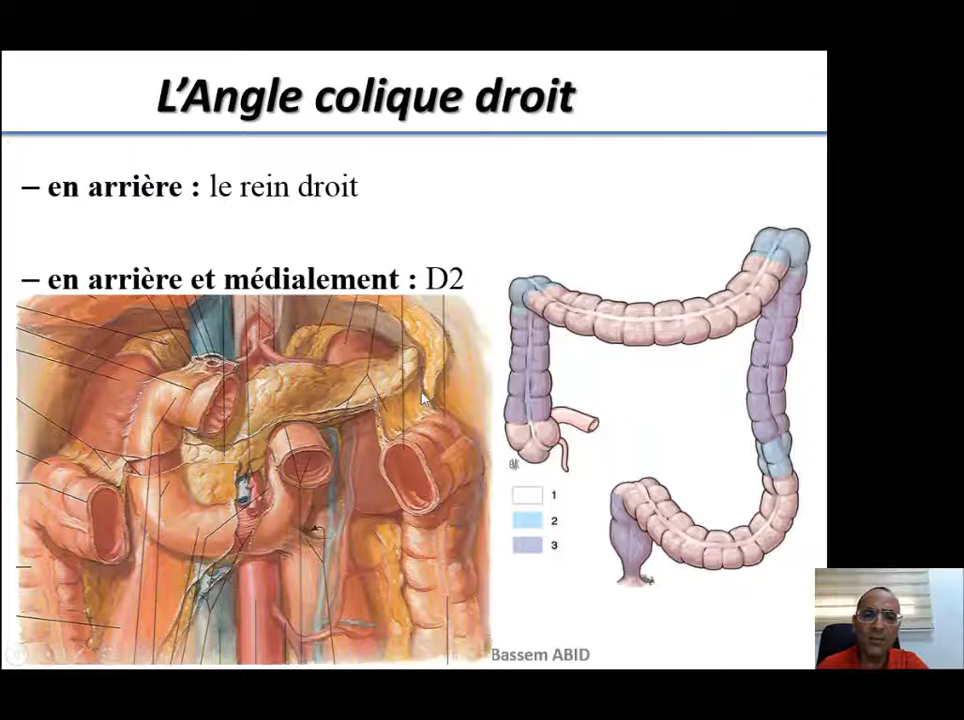 L'Angle colique droit
– en arrière : le rein droit
– en arrière et médialement : D2
1
2
3
Bassem ABID